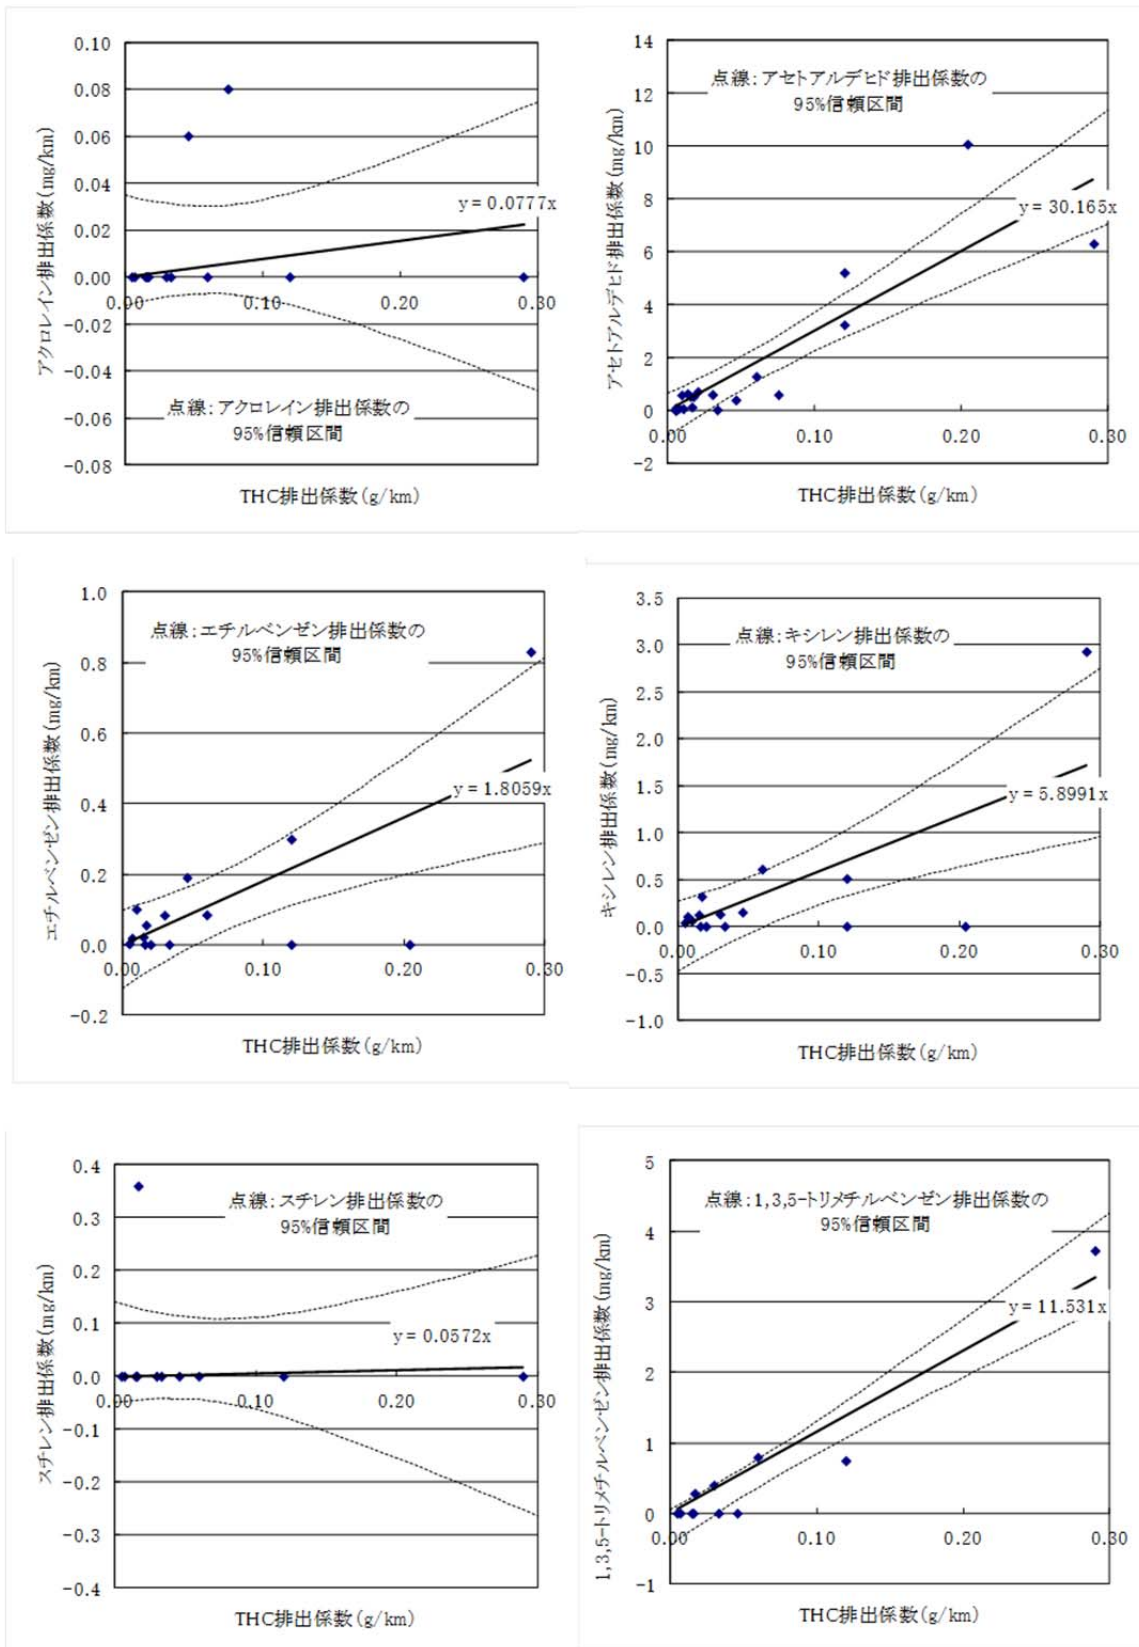 0.10
0.08
0.06
0.04
0.02
0.00
-0.02
-0.04
-0.06
-0.08
アクロレイン排出係数(mg/km)
y = 0.0777x
0.00
0.10
0.20
0.30
点線：アクロレイン排出係数の
95%信頼区間
THC排出係数(g/km)
14
12
10
8
6
4
2
0
-2
アセトアルデヒド排出係数(mg/km)
点線：アセトアルデヒド排出係数の
95%信頼区間
y = 30.165x
0.00
0.10
0.20
0.30
THC排出係数(g/km)
1.0
0.8
0.6
0.4
0.2
0.0
-0.2
エチルベンゼン排出係数(mg/km)
点線：エチルベンゼン排出係数の
95%信頼区間
y = 1.8059x
0.00
0.10
0.20
0.30
THC排出係数(g/km)
3.5
3.0
2.5
2.0
1.5
1.0
0.5
0.0
-0.5
-1.0
キシレン排出係数(mg/km)
点線：キシレン排出係数の
95%信頼区間
y = 5.8991x
0.00
0.10
0.20
0.30
THC排出係数(g/km)
0.4
0.3
0.2
0.1
0.0
-0.1
-0.2
-0.3
-0.4
スチレン排出係数(mg/km)
点線：スチレン排出係数の
95%信頼区間
y = 0.0572x
0.00
0.10
0.20
0.30
THC排出係数(g/km)
5
4
3
2
1
0
-1
1,3,5-トリメチルベンゼン排出係数(mg/km)
点線：1,3,5-トリメチルベンゼン排出係数の
95%信頼区間
y = 11.531x
0.00
0.10
0.20
0.30
THC排出係数(g/km)